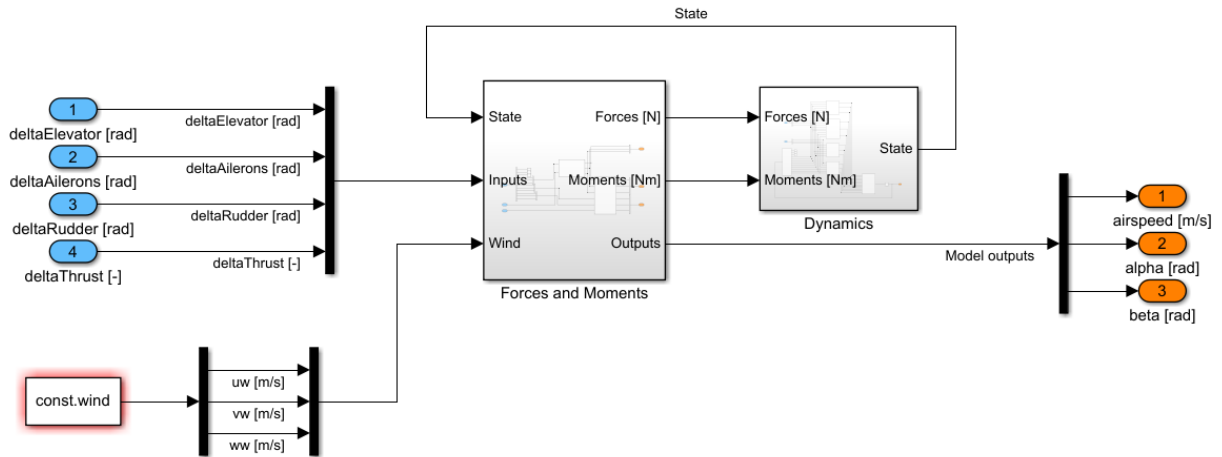 State
1
deltaElevator [rad]
deltaElevator [rad]
2
deltaAilerons [rad]
deltaAilerons [rad]
3
deltaRudder [rad]
deltaRudder [rad]
4
deltaThrust [-]
deltaThrust [-]
State
Inputs
Wind
Forces [N]
Moments [Nm]
Outputs
Forces and Moments
Forces [N]
Moments [Nm]
State
Dynamics
Model outputs
1
airspeed [m/s]
2
alpha [rad]
3
beta [rad]
const.wind
uw [m/s]
vw [m/s]
ww [m/s]